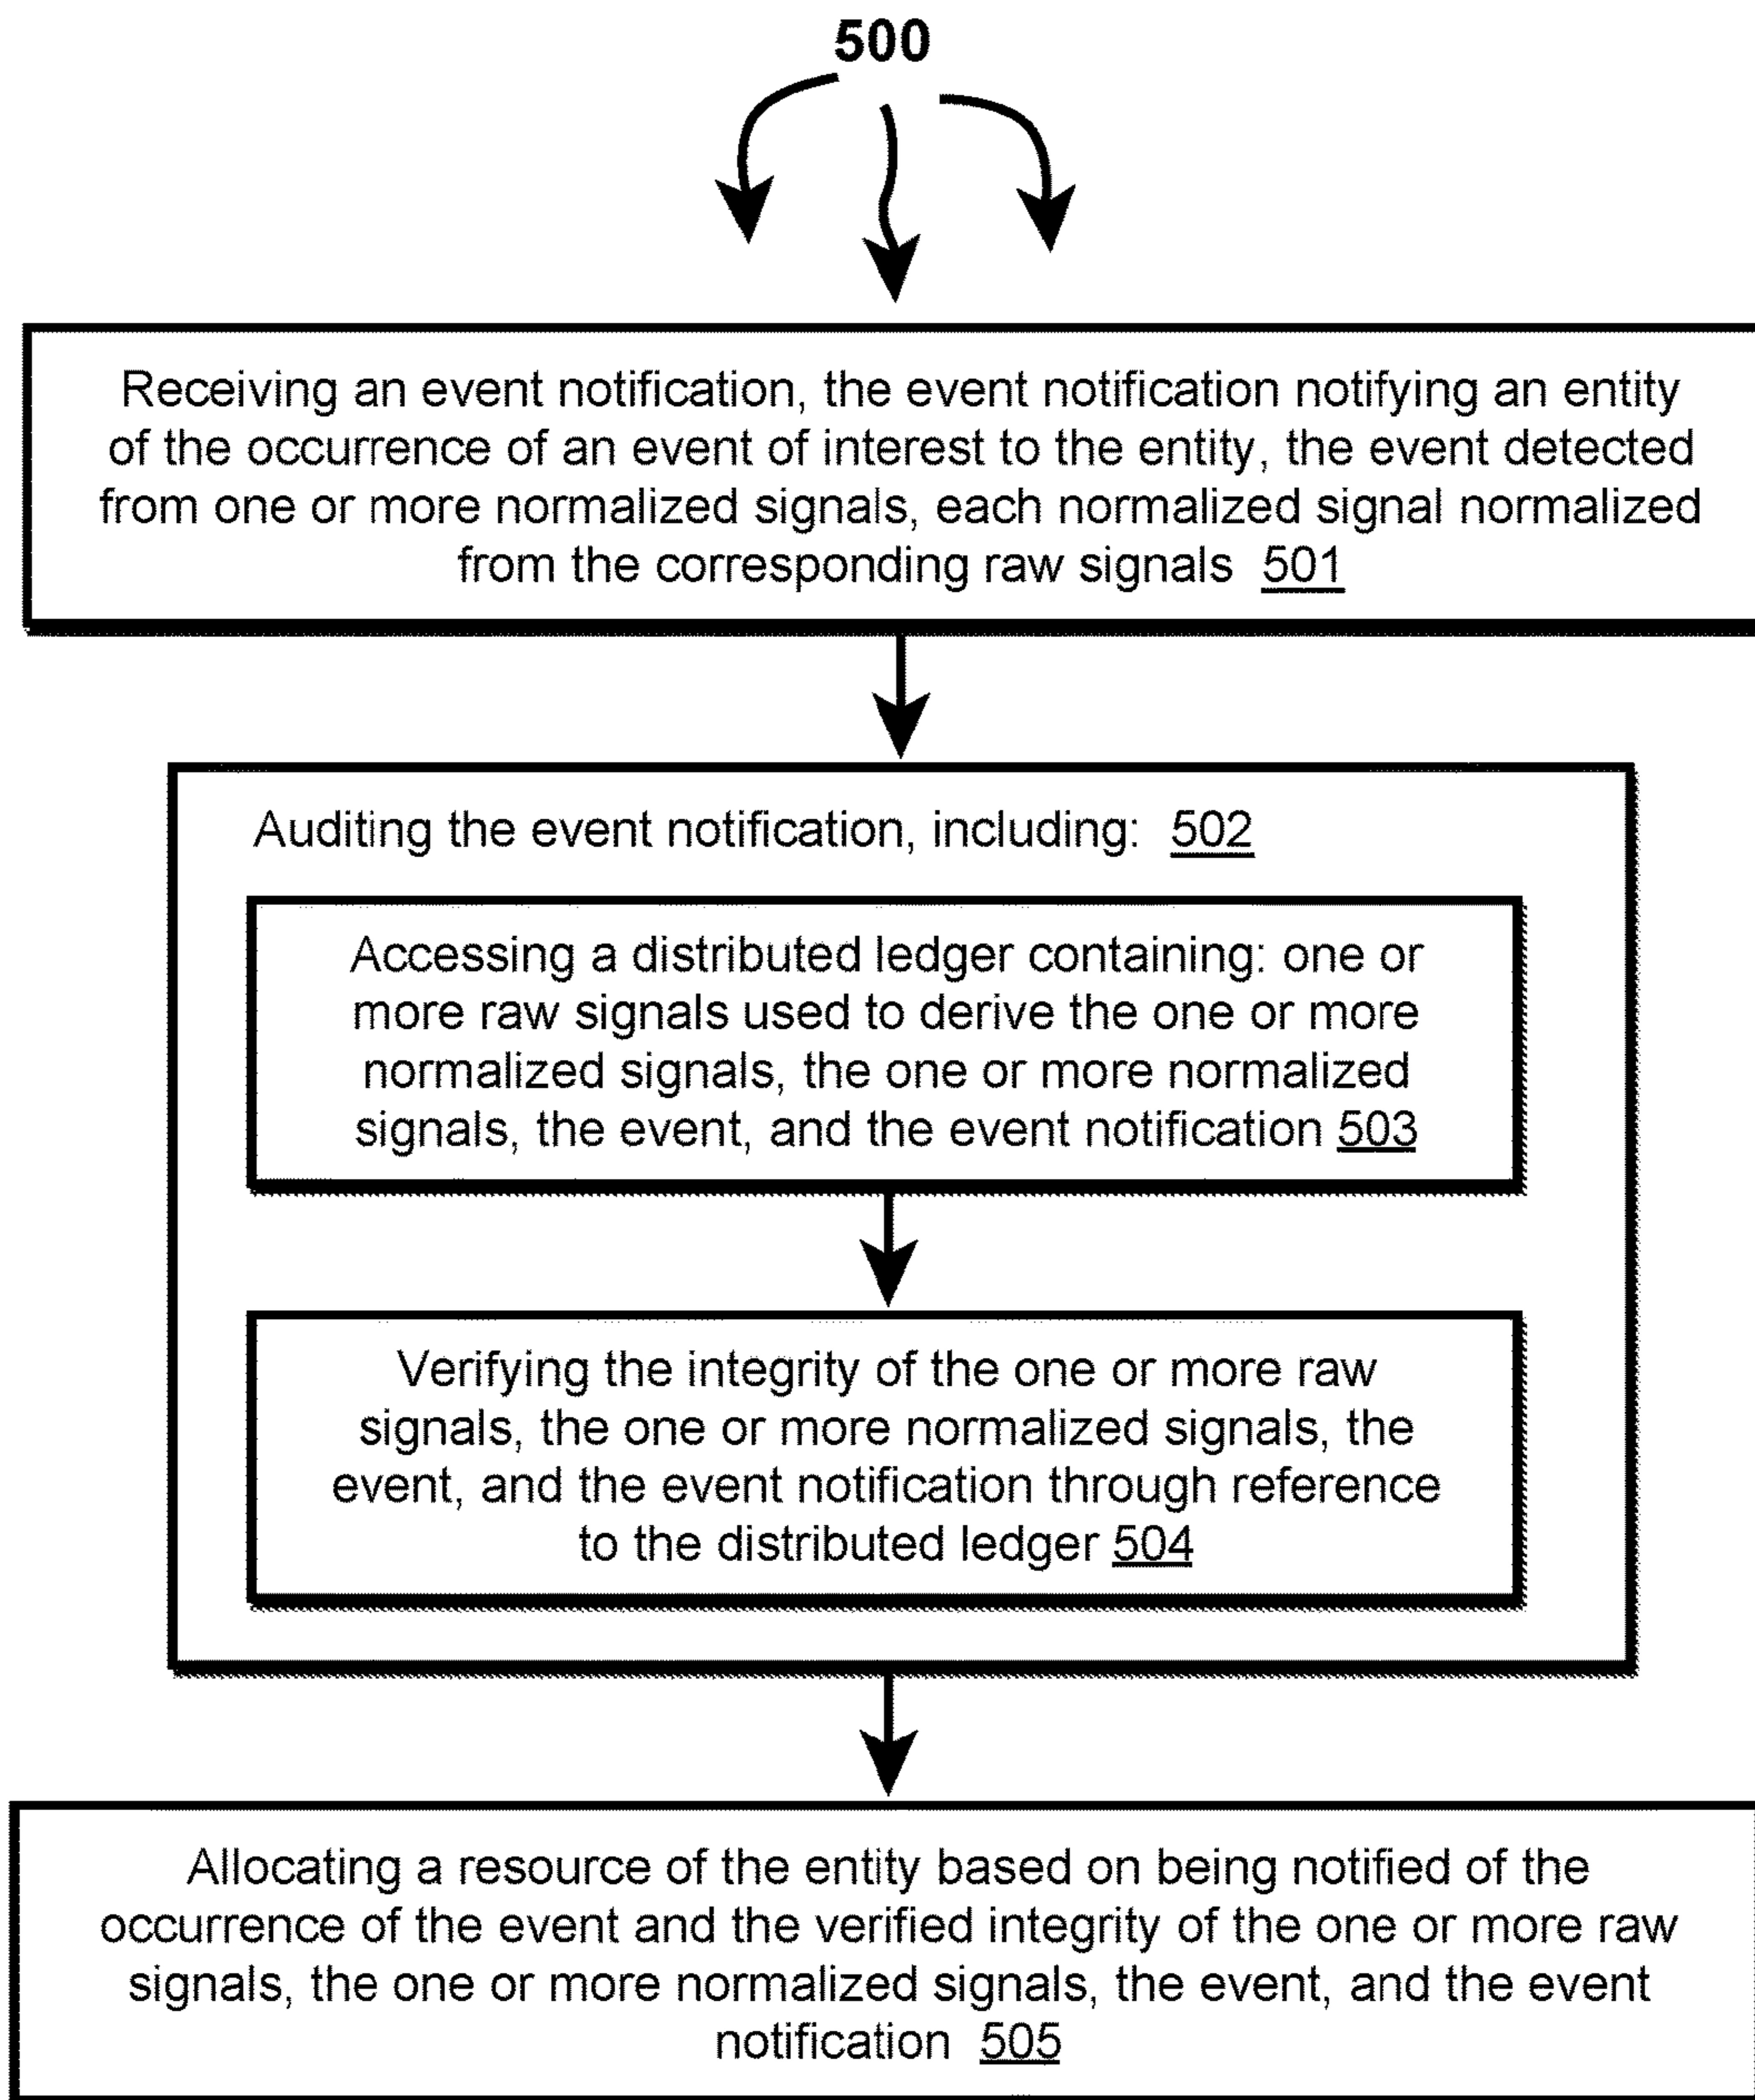 500
Receiving an event notification, the event notification notifying an entity
of the occurrence of an event of interest to the entity, the event detected
from one or more normalized signals, each normalized signal normalized
from the corresponding raw signals 501
Auditing the event notification, including: 502
Accessing a distributed ledger containing: one or
more raw signals used to derive the one or more
normalized signals, the one or more normalized
signals, the event, and the event notification 503
Verifying the integrity of the one or more raw
signals, the one or more normalized signals, the
event, and the event notification through reference
to the distributed ledger 504
Allocating a resource of the entity based on being notified of the
occurrence of the event and the verified integrity of the one or more raw
signals, the one or more normalized signals, the event, and the event
notification 505